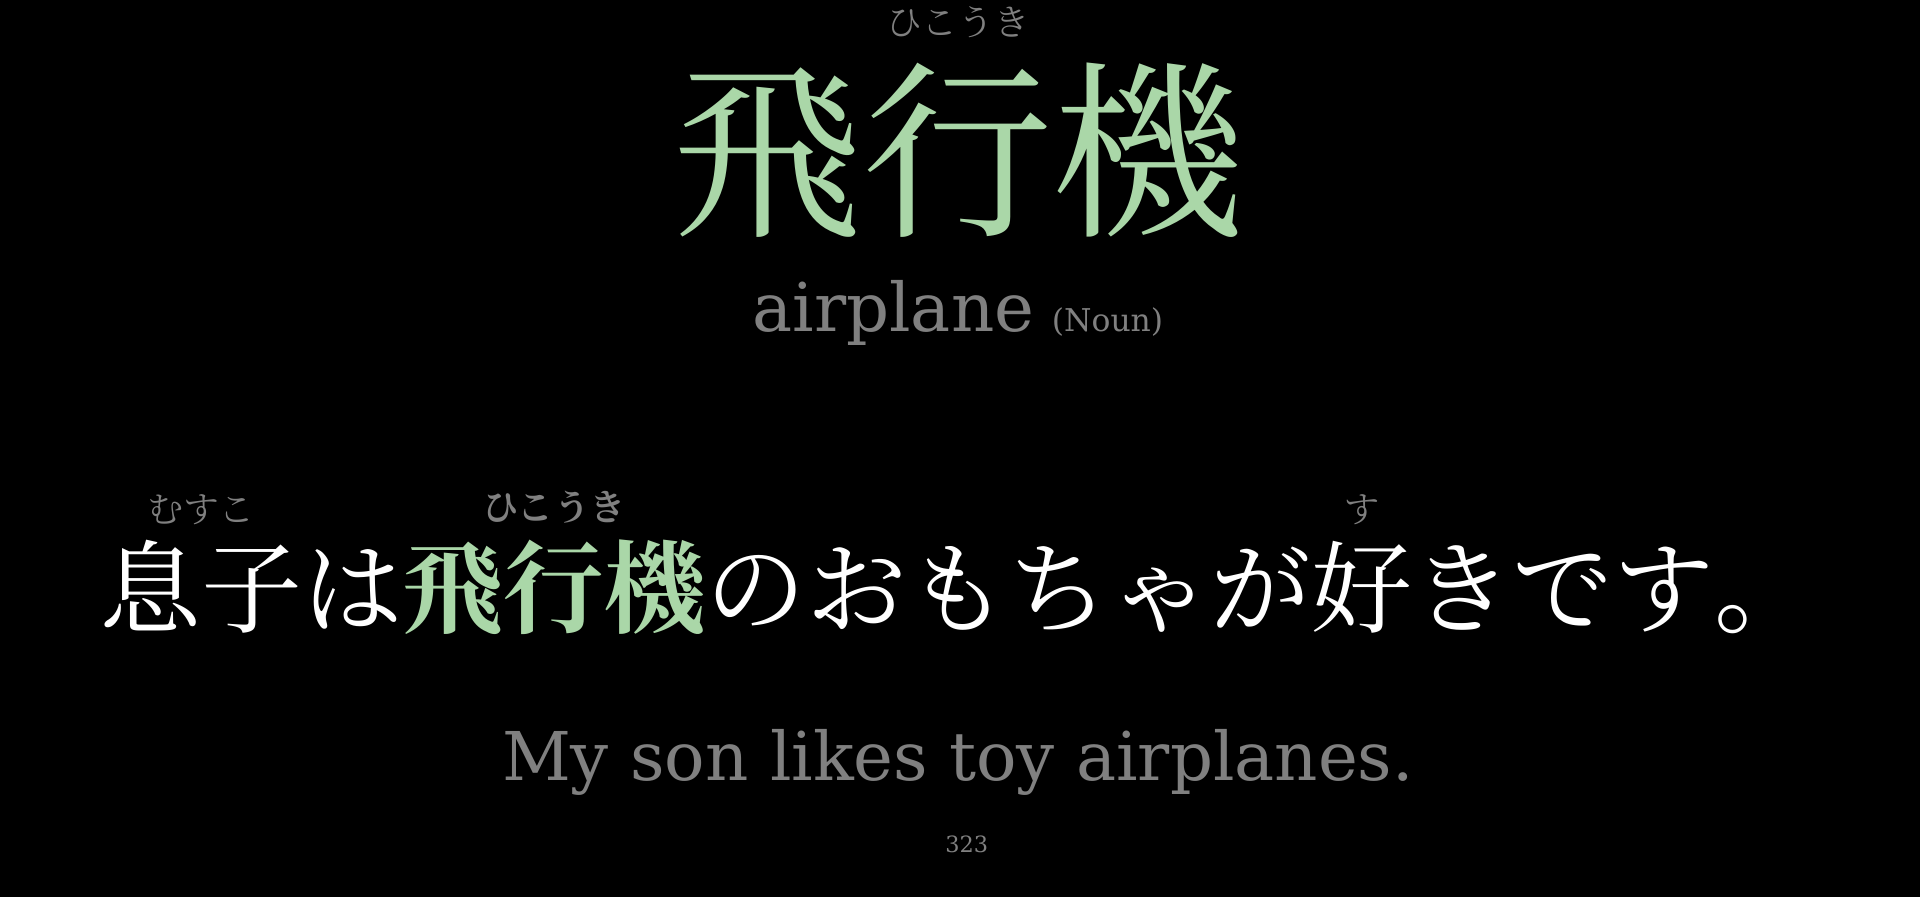 ひこうき
飛行機
airplane (Noun)
むすこ ひこうき す
息子は飛行機のおもちゃが好きです。
My son likes toy airplanes.
323